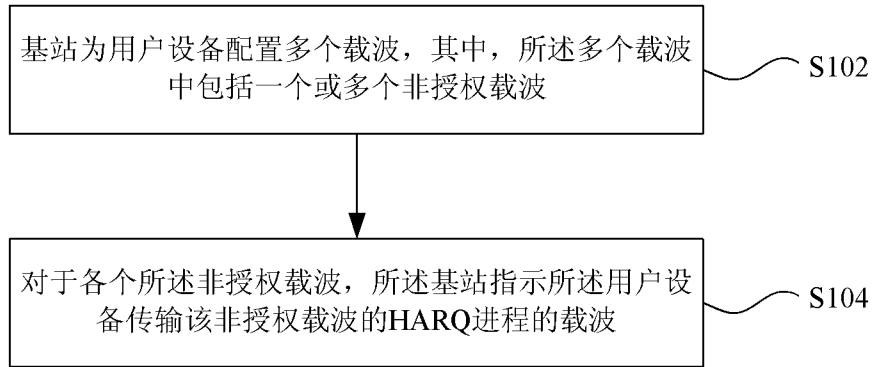 基站为用户设备配置多个载波，其中，所述多个载波
中包括一个或多个非授权载波
S102
对于各个所述非授权载波，所述基站指示所述用户设
备传输该非授权载波的HARQ进程的载波
S104